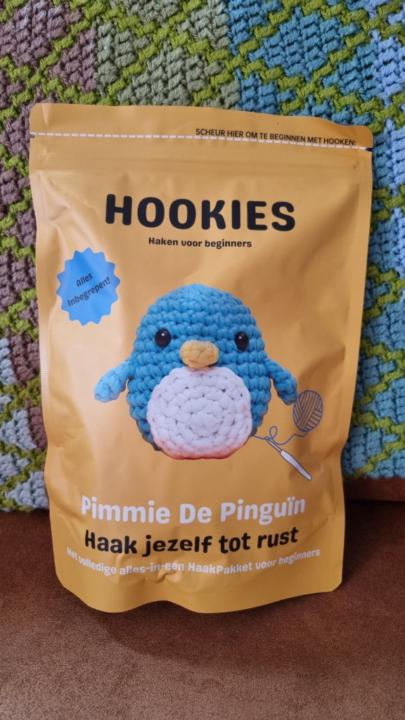 SCHEUR HIER OM TE BEGINNEN MET HOOKEN:
HOOKIES
Haken voor beginners
Alles
Inbegrepen!
Pimmie De Pinguïn
Haak jezelf tot rust
Het volledige alles-in-één HaakPakket voor beginners